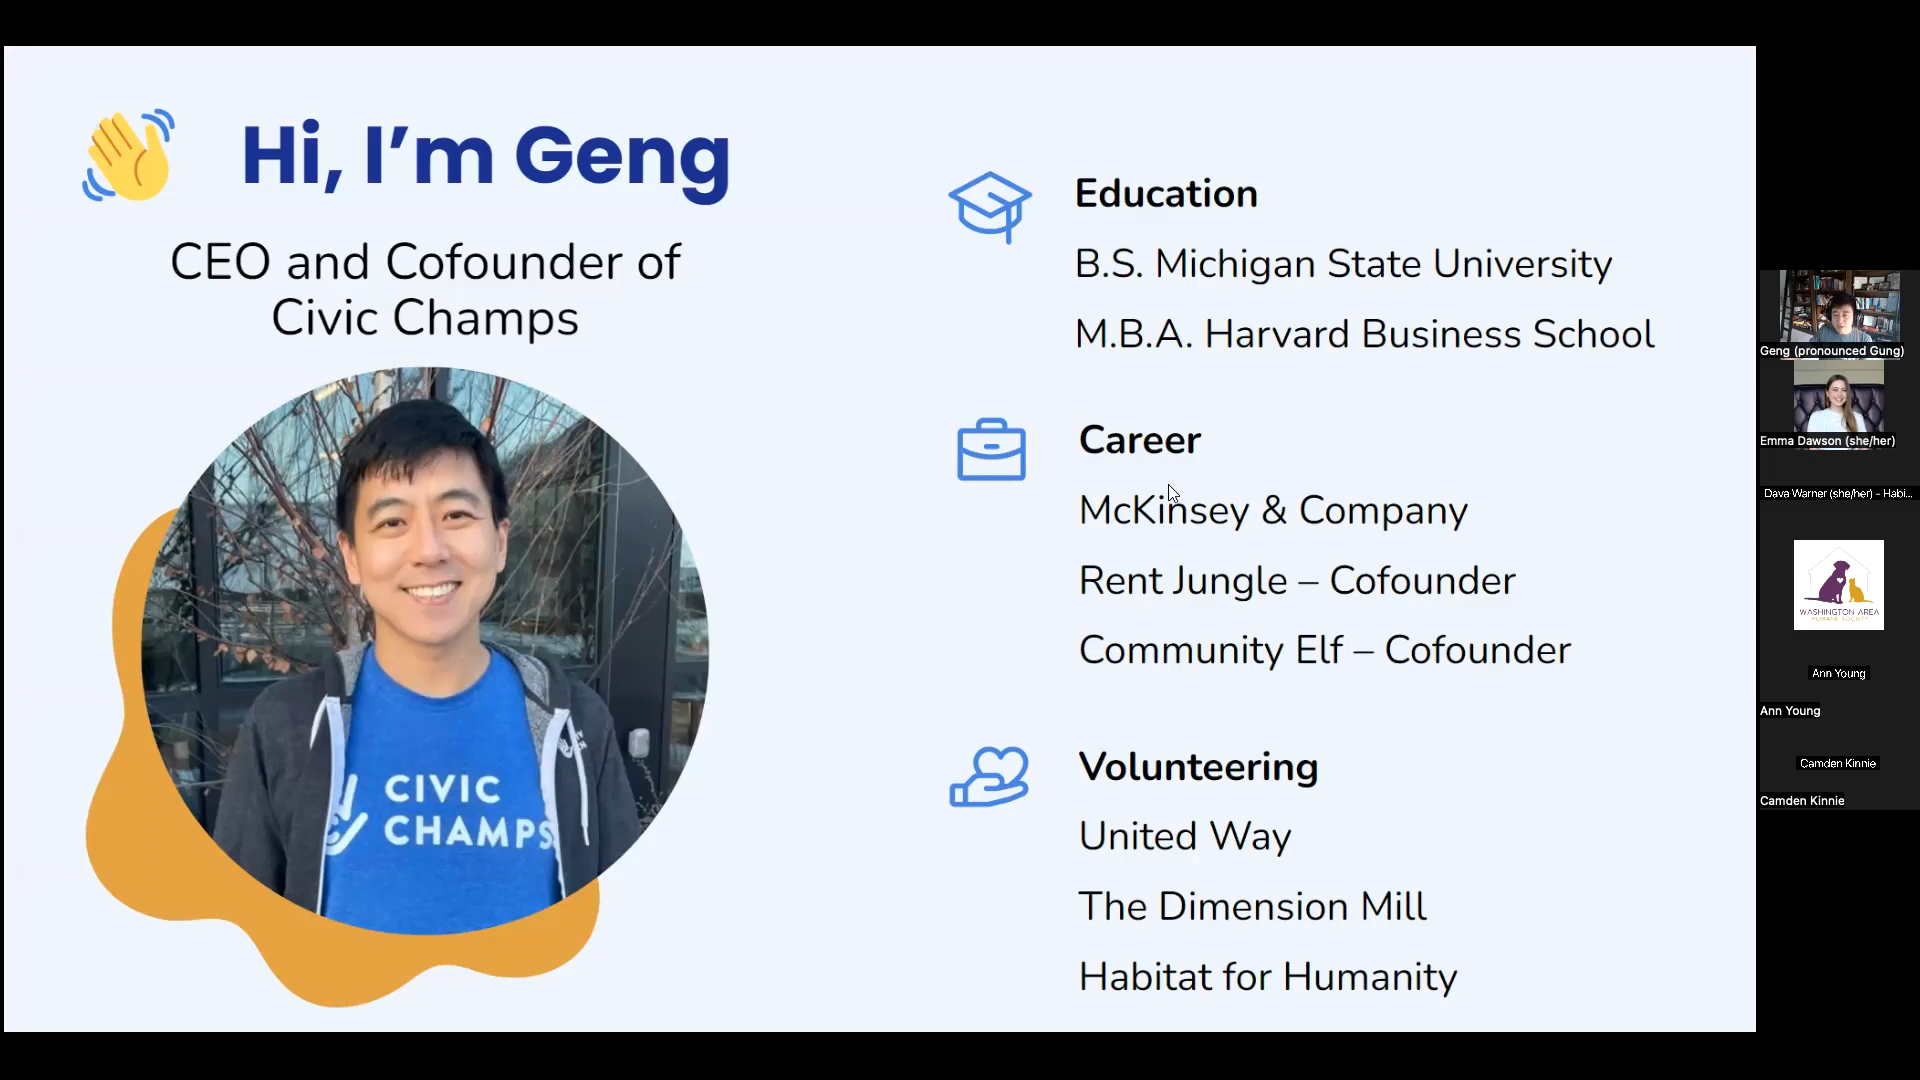 Hi, I’m Geng
CEO and Cofounder of
Civic Champs
CIVIC
CHAMPS
Education
B.S. Michigan State University
M.B.A. Harvard Business School
Career
McKinsey & Company
Rent Jungle – Cofounder
Community Elf – Cofounder
Volunteering
United Way
The Dimension Mill
Habitat for Humanity
Geng (pronounced Gung)
Emma Dawson (she/her)
Dava Warner (she/her) - Habi...
WASHINGTON AREA
HUMANE SOCIETY
Ann Young
Ann Young
Camden Kinnie
Camden Kinnie